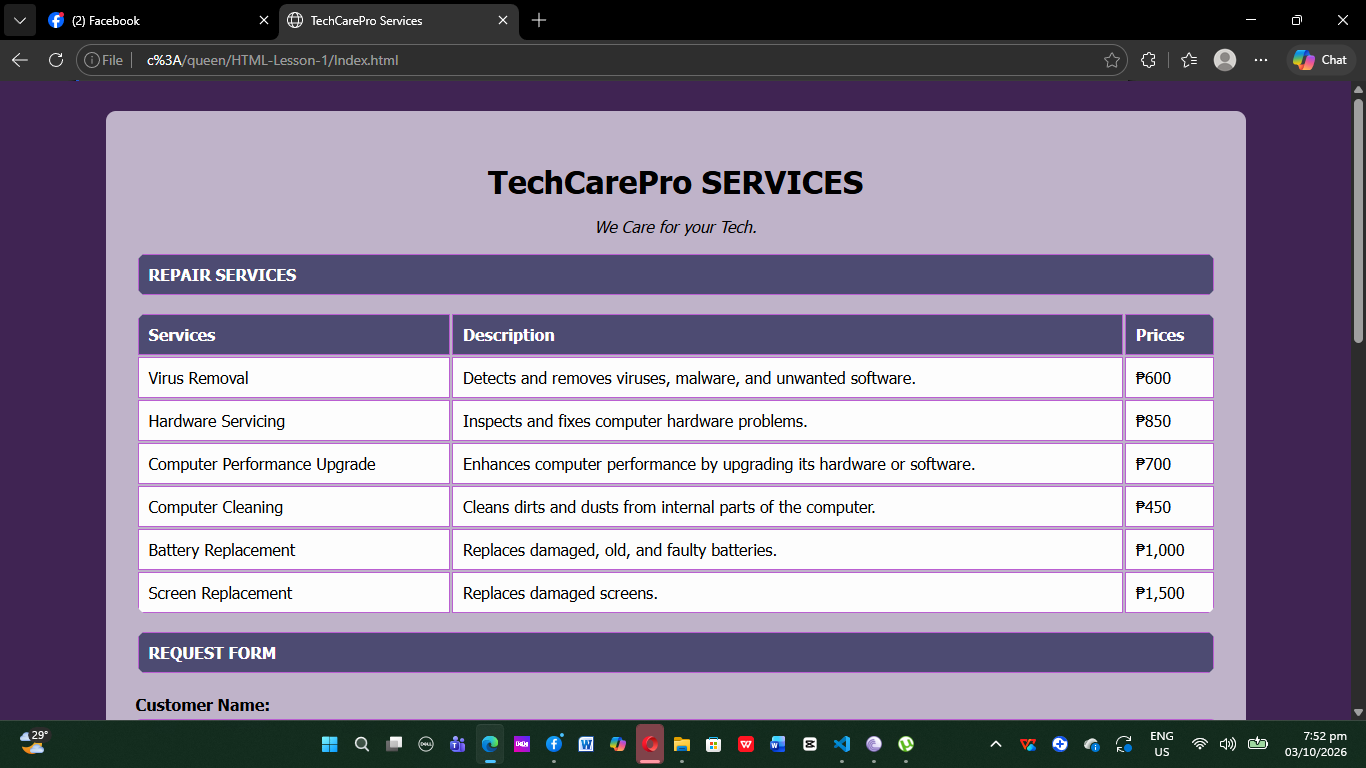 (2) Facebook
TechCarePro Services
File
c%3A/queen/HTML-Lesson-1/Index.html
Chat
TechCarePro SERVICES
We Care for your Tech.
REPAIR SERVICES
Services Description Prices
Virus Removal Detects and removes viruses, malware, and unwanted software. ₱600
Hardware Servicing Inspects and fixes computer hardware problems. ₱850
Computer Performance Upgrade Enhances computer performance by upgrading its hardware or software. ₱700
Computer Cleaning Cleans dirts and dusts from internal parts of the computer. ₱450
Battery Replacement Replaces damaged, old, and faulty batteries. ₱1,000
Screen Replacement Replaces damaged screens. ₱1,500
REQUEST FORM
Customer Name:
29°
DELL
ENG
US
7:52 pm
03/10/2026